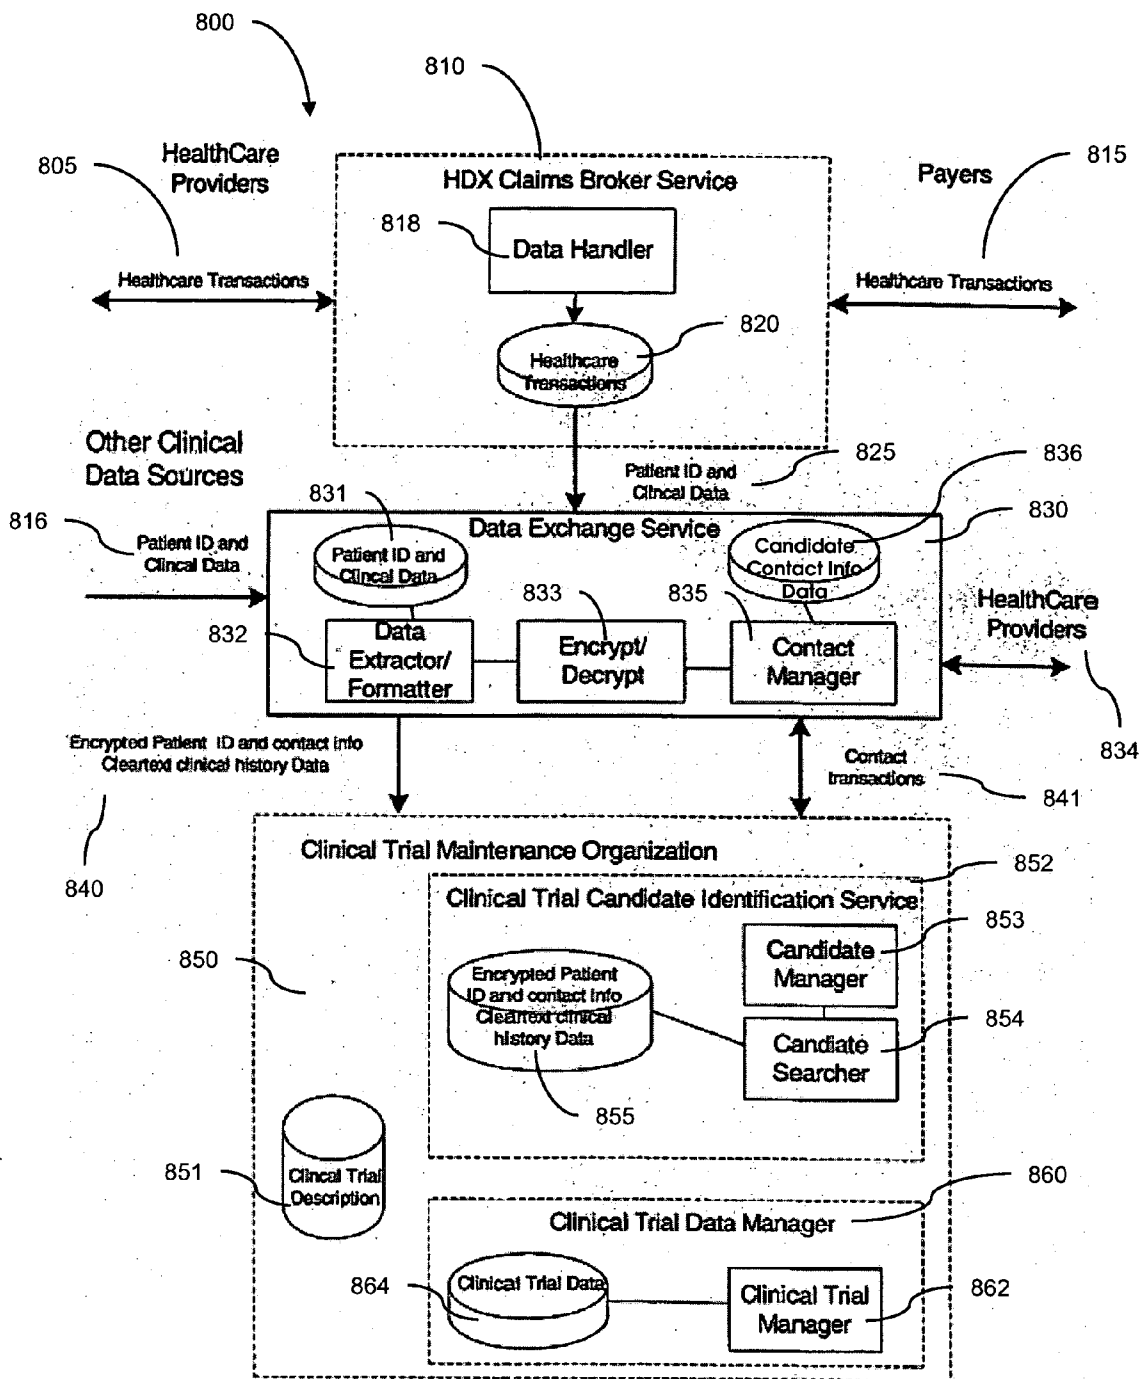 800
810
HealthCare
Providers
805
HDX Claims Broker Service
Payers
815
818
Data Handler
Healthcare Transactions
Healthcare Transactions
820
Healthcare
Transactions
Other Clinical
Data Sources
Patient ID and
Clincal Data
825
836
816
Patient ID and
Clincal Data
831
Data Exchange Service
830
Patient ID and
Clincal Data
Candidate
Contact Info
Data
833
835
HealthCare
Providers
832
Data
Extractor/
Formatter
Encrypt/
Decrypt
Contact
Manager
834
Encrypted Patient ID and contact info
Cleartext clinical history Data
Contact
transactions
841
840
Clinical Trial Maintenance Organization
852
Clinical Trial Candidate Identification Service
853
850
Encrypted Patient
ID and contact info
Cleartext clinical
history Data
Candidate
Manager
854
Candiate
Searcher
855
851
Clincal Trial
Description
860
Clinical Trial Data Manager
864
Clinical Trial Data
Clinical Trial
Manager
862